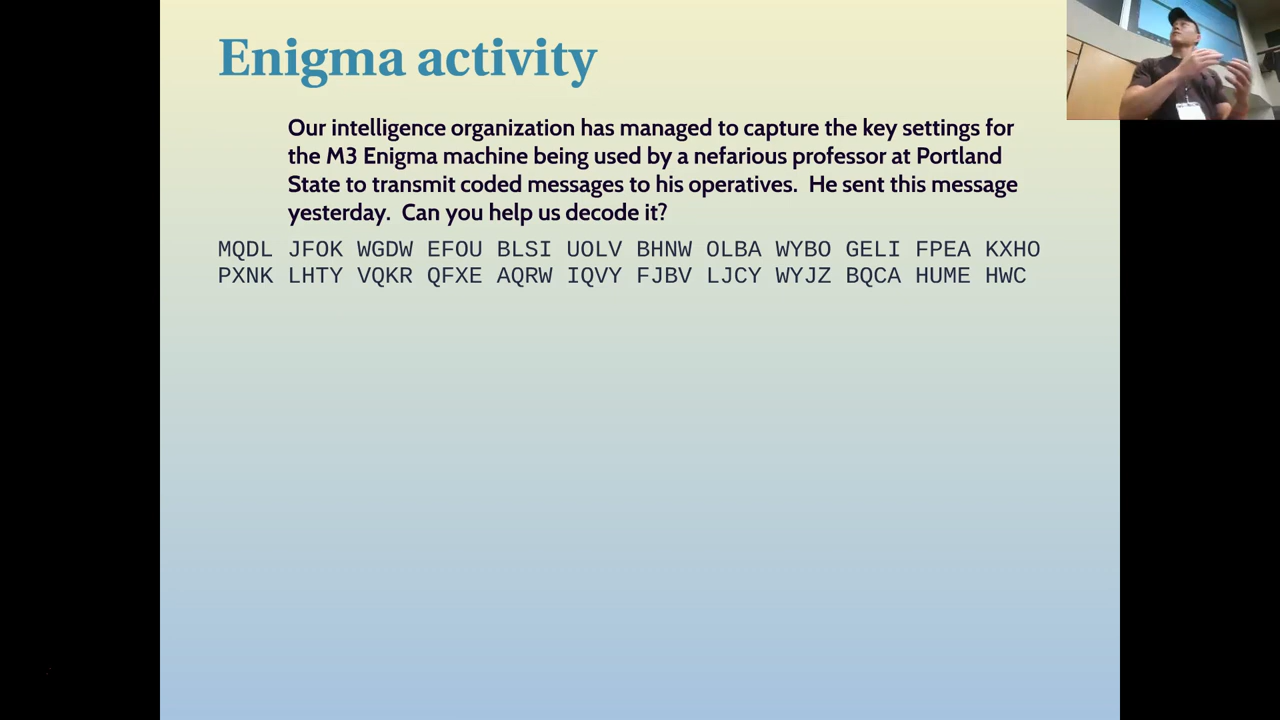 Enigma activity
Our intelligence organization has managed to capture the key settings for
the M3 Enigma machine being used by a nefarious professor at Portland
State to transmit coded messages to his operatives.  He sent this message
yesterday.  Can you help us decode it?
MQDL JFOK WGDW EFOU BLSI UOLV BHNW OLBA WYBO GELI FPEA KXHO
PXNK LHTY VQKR QFXE AQRW IQVY FJBV LJCY WYJZ BQCA HUME HWC